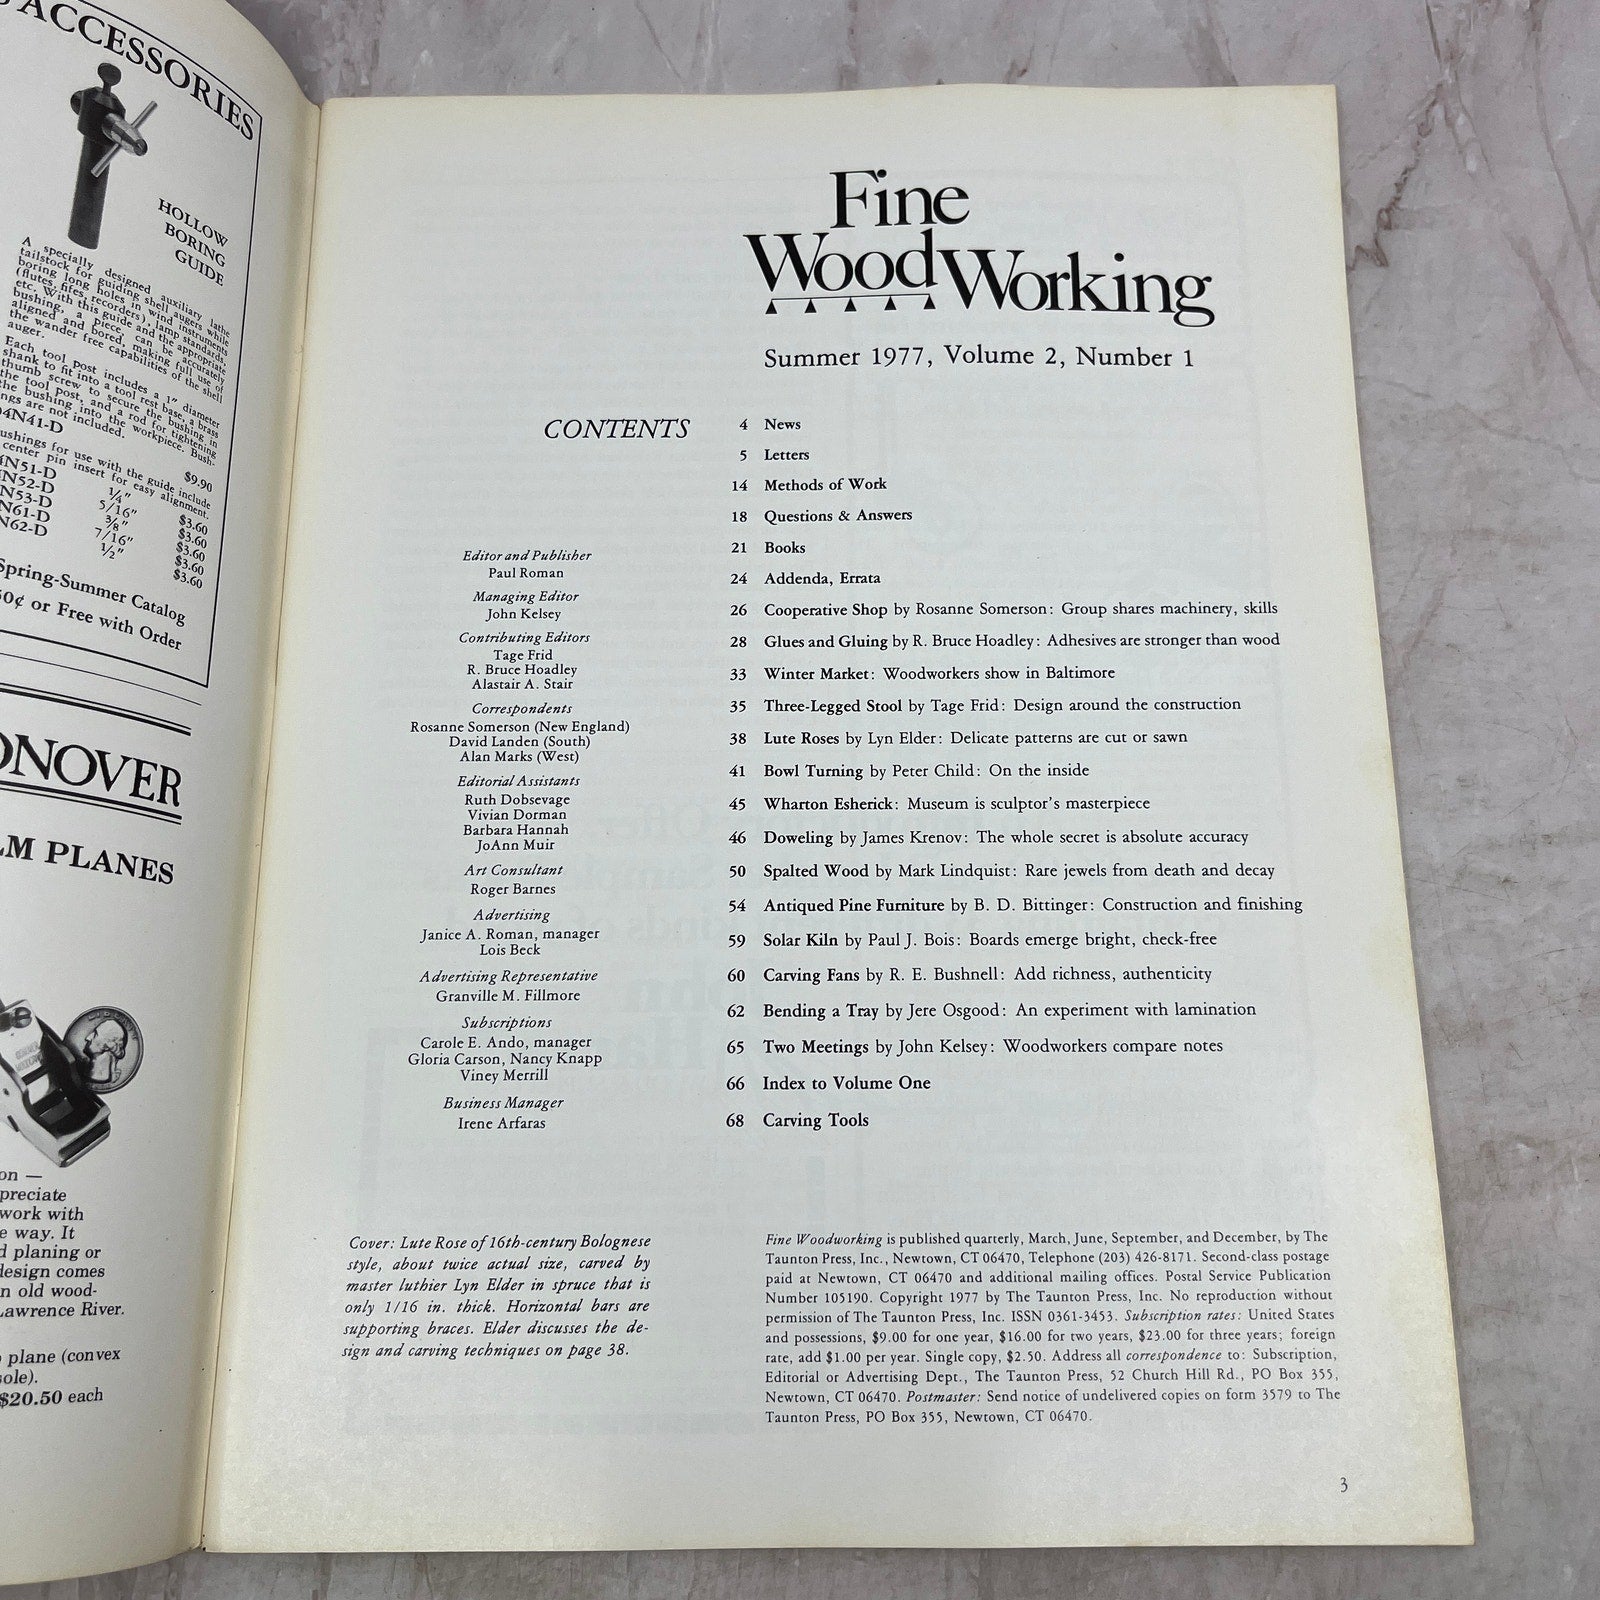 ACCESSORIES
HOLLOW
BORING
GUIDE
A specially designed auxiliary lathe
tailstock for guiding shell augers while
boring long holes in wind instruments
(flutes, fifes, recorders), lamp standards,
etc. With this guide and the appropriate
bushing, a piece, can be accurately
aligned and bored, making full use of
the wander free capabilities of the shell
auger.
Each tool post includes a 1" diameter
shank to fit into a tool rest base, a brass
thumb screw to secure the bushing in
the tool post, and a rod for tightening
the bushing into the workpiece. Bush-
ings are not included.
04N41-D $9.90
ushings for use with the guide include
center pin insert for easy alignment.
4N51-D 1/4" $3.60
4N52-D 5/16" $3.60
N53-D 3/8" $3.60
N61-D 7/16" $3.60
N62-D 1/2" $3.60
Spring-Summer Catalog
50¢ or Free with Order
ONOVER
LM PLANES
on —
preciate
work with
e way. It
d planing or
design comes
n old wood-
Lawrence River.
plane (convex
sole).
$20.50 each
Fine
WoodWorking
Summer 1977, Volume 2, Number 1
CONTENTS
4 News
5 Letters
14 Methods of Work
18 Questions & Answers
21 Books
24 Addenda, Errata
26 Cooperative Shop by Rosanne Somerson: Group shares machinery, skills
28 Glues and Gluing by R. Bruce Hoadley: Adhesives are stronger than wood
33 Winter Market: Woodworkers show in Baltimore
35 Three-Legged Stool by Tage Frid: Design around the construction
38 Lute Roses by Lyn Elder: Delicate patterns are cut or sawn
41 Bowl Turning by Peter Child: On the inside
45 Wharton Esherick: Museum is sculptor's masterpiece
46 Doweling by James Krenov: The whole secret is absolute accuracy
50 Spalted Wood by Mark Lindquist: Rare jewels from death and decay
54 Antiqued Pine Furniture by B. D. Bittinger: Construction and finishing
59 Solar Kiln by Paul J. Bois: Boards emerge bright, check-free
60 Carving Fans by R. E. Bushnell: Add richness, authenticity
62 Bending a Tray by Jere Osgood: An experiment with lamination
65 Two Meetings by John Kelsey: Woodworkers compare notes
66 Index to Volume One
68 Carving Tools
Editor and Publisher
Paul Roman
Managing Editor
John Kelsey
Contributing Editors
Tage Frid
R. Bruce Hoadley
Alastair A. Stair
Correspondents
Rosanne Somerson (New England)
David Landen (South)
Alan Marks (West)
Editorial Assistants
Ruth Dobsevage
Vivian Dorman
Barbara Hannah
JoAnn Muir
Art Consultant
Roger Barnes
Advertising
Janice A. Roman, manager
Lois Beck
Advertising Representative
Granville M. Fillmore
Subscriptions
Carole E. Ando, manager
Gloria Carson, Nancy Knapp
Viney Merrill
Business Manager
Irene Arfaras
Cover: Lute Rose of 16th-century Bolognese
style, about twice actual size, carved by
master luthier Lyn Elder in spruce that is
only 1/16 in. thick. Horizontal bars are
supporting braces. Elder discusses the de-
sign and carving techniques on page 38.
Fine Woodworking is published quarterly, March, June, September, and December, by The
Taunton Press, Inc., Newtown, CT 06470, Telephone (203) 426-8171. Second-class postage
paid at Newtown, CT 06470 and additional mailing offices. Postal Service Publication
Number 105190. Copyright 1977 by The Taunton Press, Inc. No reproduction without
permission of The Taunton Press, Inc. ISSN 0361-3453. Subscription rates: United States
and possessions, $9.00 for one year, $16.00 for two years, $23.00 for three years; foreign
rate, add $1.00 per year. Single copy, $2.50. Address all correspondence to: Subscription,
Editorial or Advertising Dept., The Taunton Press, 52 Church Hill Rd., PO Box 355,
Newtown, CT 06470. Postmaster: Send notice of undelivered copies on form 3579 to The
Taunton Press, PO Box 355, Newtown, CT 06470.
3